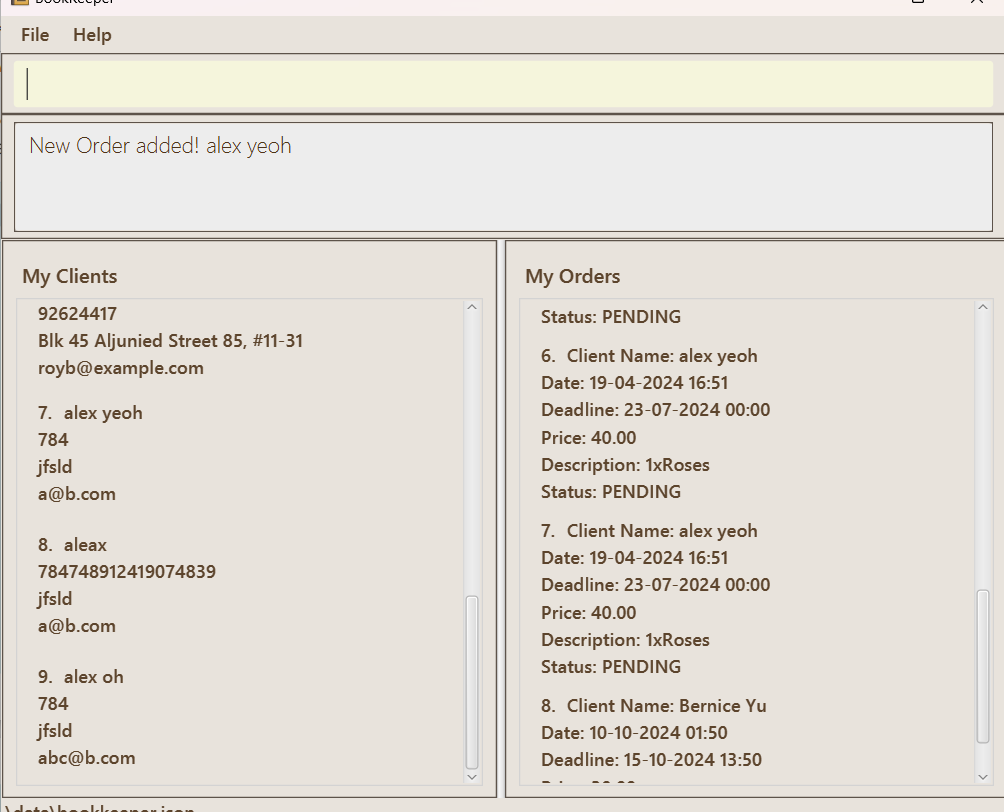 BookKeeper
File Help
New Order added! alex yeoh
My Clients
92624417
Blk 45 Aljunied Street 85, #11-31
royb@example.com
7. alex yeoh
784
jfsld
a@b.com
8. aleax
784748912419074839
jfsld
a@b.com
9. alex oh
784
jfsld
abc@b.com
My Orders
Status: PENDING
6. Client Name: alex yeoh
Date: 19-04-2024 16:51
Deadline: 23-07-2024 00:00
Price: 40.00
Description: 1xRoses
Status: PENDING
7. Client Name: alex yeoh
Date: 19-04-2024 16:51
Deadline: 23-07-2024 00:00
Price: 40.00
Description: 1xRoses
Status: PENDING
8. Client Name: Bernice Yu
Date: 10-10-2024 01:50
Deadline: 15-10-2024 13:50
.\data\bookkeeper.json